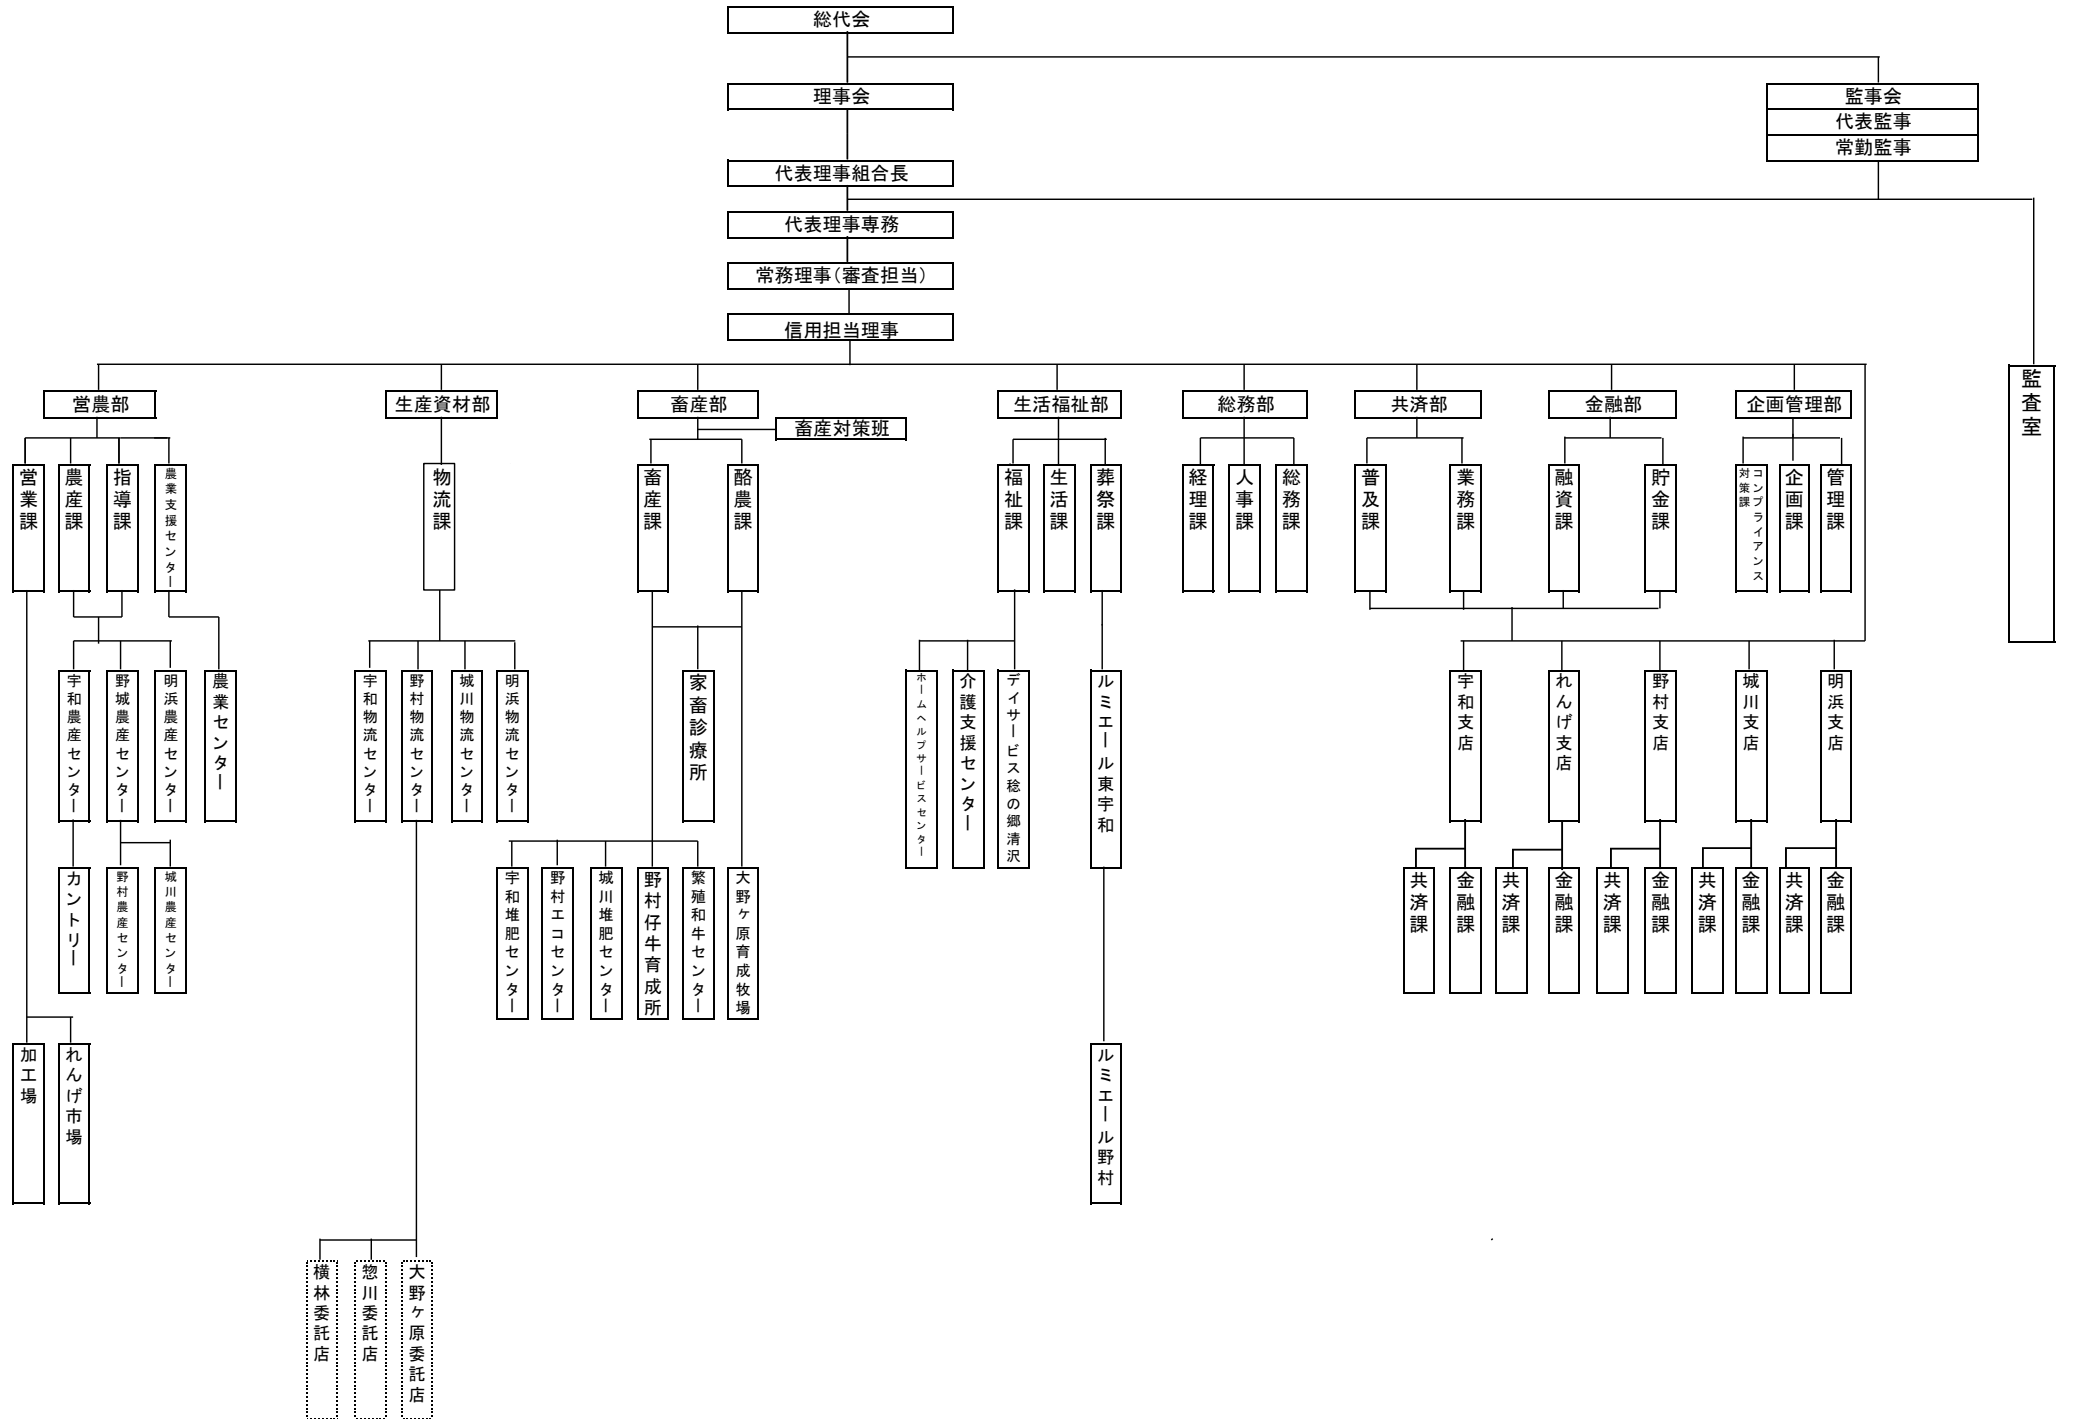 総代会
理事会
監事会
代表監事
常勤監事
代表理事組合長
代表理事専務
常務理事（審査担当）
信用担当理事
営農部
生産資材部
畜産部
生活福祉部
総務部
共済部
金融部
企画管理部
監査室
畜産対策班
営業課
農産課
指導課
農業支援センター
物流課
畜産課
酪農課
福祉課
生活課
葬祭課
経理課
人事課
総務課
普及課
業務課
融資課
貯金課
コンプライアンス
対策課
企画課
管理課
宇和農産センター
野城農産センター
明浜農産センター
農業センター
宇和物流センター
野村物流センター
城川物流センター
明浜物流センター
家畜診療所
ホームヘルプサービスセンター
介護支援センター
デイサービス稔の郷清沢
ルミエール東宇和
宇和支店
れんげ支店
野村支店
城川支店
明浜支店
カントリー
野村農産センター
城川農産センター
宇和堆肥センター
野村エコセンター
城川堆肥センター
野村仔牛育成所
繁殖和牛センター
大野ヶ原育成牧場
共済課
金融課
共済課
金融課
共済課
金融課
共済課
金融課
共済課
金融課
加工場
れんげ市場
ルミエール野村
横林委託店
惣川委託店
大野ヶ原委託店